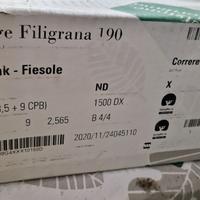 ge Filigrana 190
Correre
nk - Fiesole
ND
X
,5 + 9 CPB)
1500 DX
9
2,565
B 4/4
2020/11/24045110